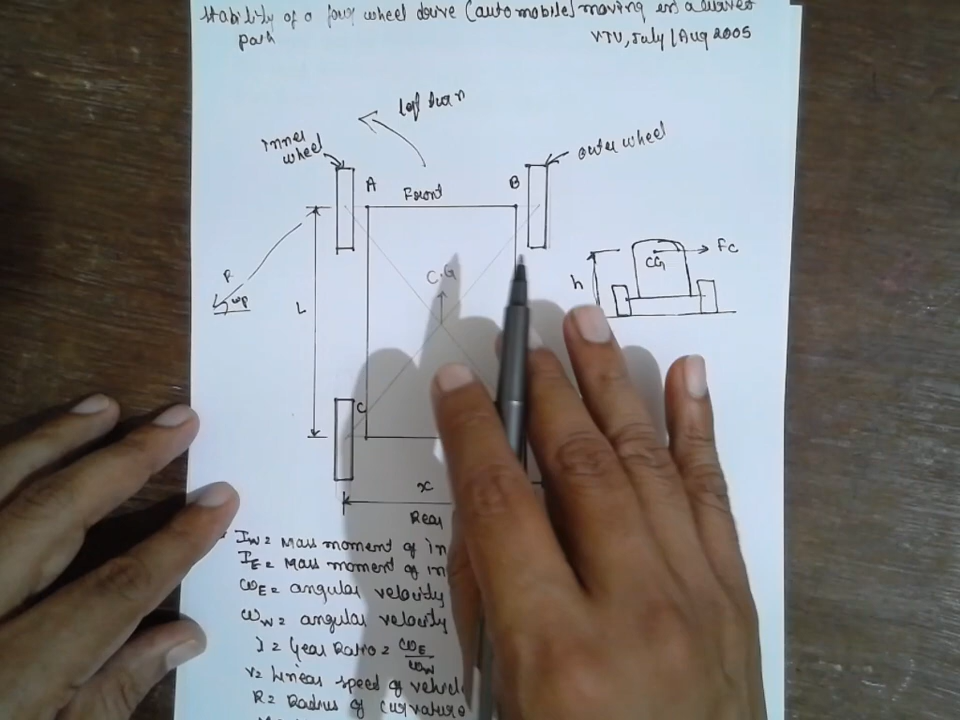 Stability of a four wheel drive (automobile) moving in a curved
path
VTU, July/Aug 2005
left turn
Inner
wheel
outer wheel
A
Front
B
C.G
R
ωp
L
h
CG
Fc
C
x
Rear
Iw = Mass moment of in
IE = Mass moment of in
ωE = angular velocity
ωw = angular velocity
Gear Ratio = ωE/ωw
v = Linear speed of vehicl
R = Radius of curvature